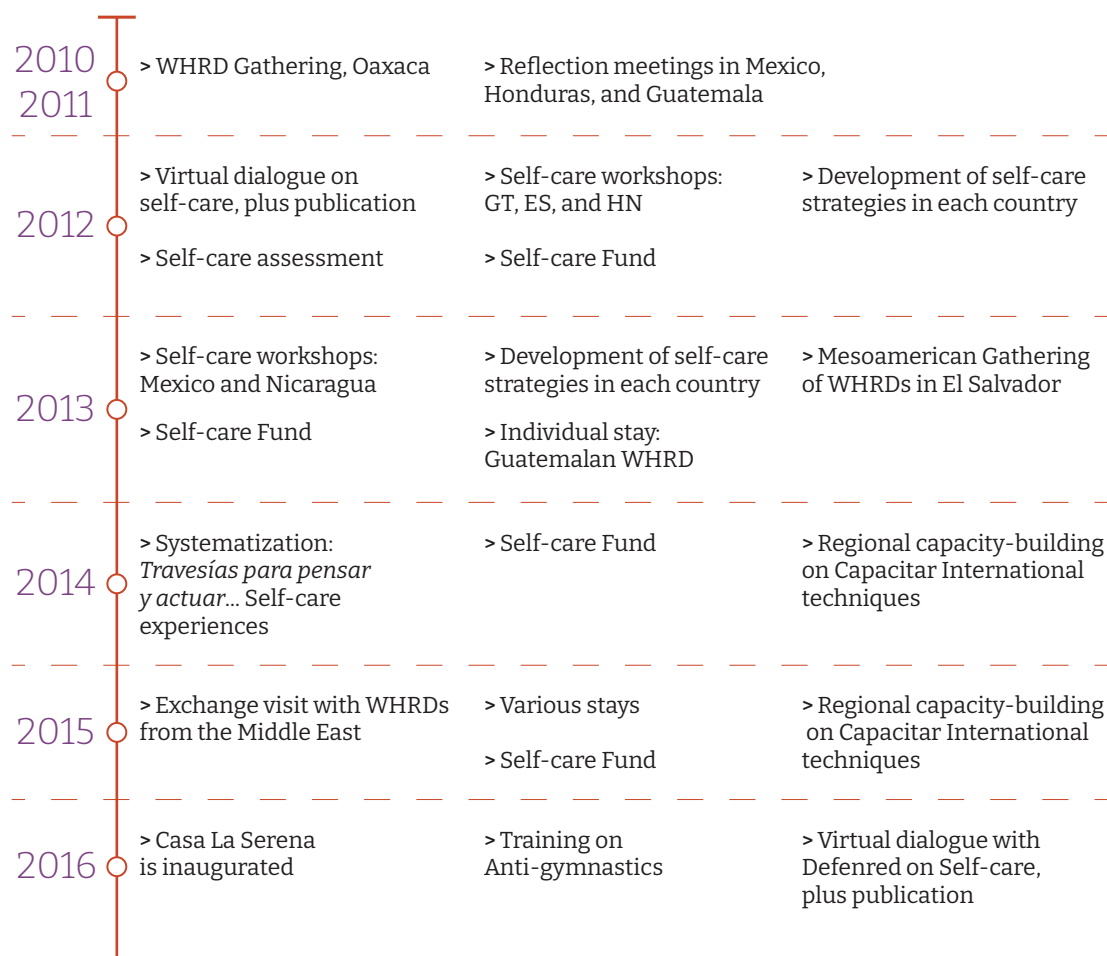 2010
2011
> WHRD Gathering, Oaxaca
> Reflection meetings in Mexico,
Honduras, and Guatemala
2012
> Virtual dialogue on
self-care, plus publication
> Self-care assessment
> Self-care workshops:
GT, ES, and HN
> Self-care Fund
> Development of self-care
strategies in each country
2013
> Self-care workshops:
Mexico and Nicaragua
> Self-care Fund
> Development of self-care
strategies in each country
> Individual stay:
Guatemalan WHRD
> Mesoamerican Gathering
of WHRDs in El Salvador
2014
> Systematization:
Travesías para pensar
y actuar... Self-care
experiences
> Self-care Fund
> Regional capacity-building
on Capacitar International
techniques
2015
> Exchange visit with WHRDs
from the Middle East
> Various stays
> Self-care Fund
> Regional capacity-building
on Capacitar International
techniques
2016
> Casa La Serena
is inaugurated
> Training on
Anti-gymnastics
> Virtual dialogue with
Defenred on Self-care,
plus publication